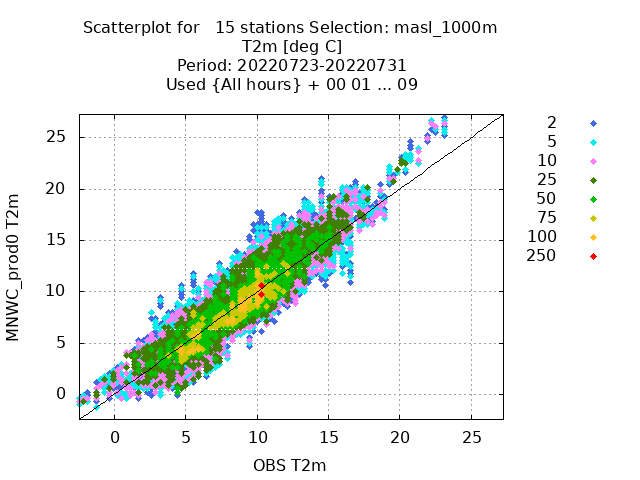 Scatterplot for   15 stations Selection: masl_1000m
T2m [deg C]
Period: 20220723-20220731
Used {All hours} + 00 01 ... 09
MNWC_prod0 T2m
25
20
15
10
5
0
0 5 10 15 20 25
OBS T2m
2
5
10
25
50
75
100
250